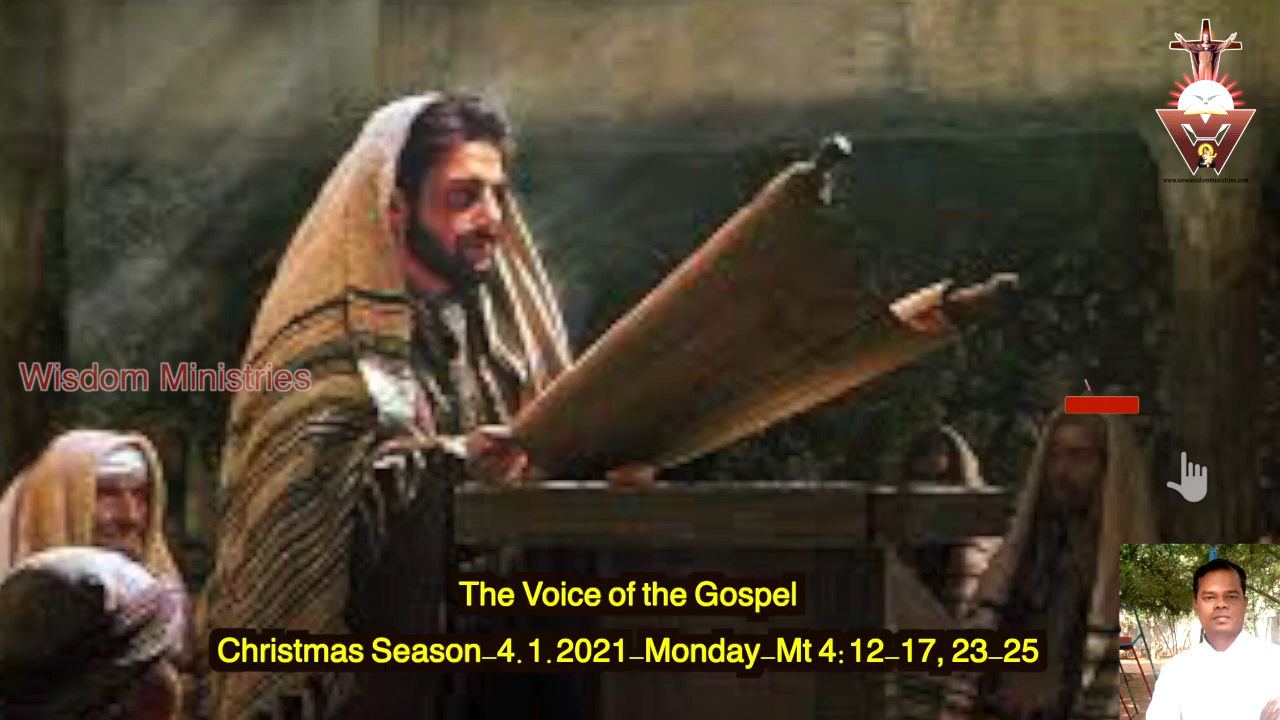 Wisdom Ministries
The Voice of the Gospel
Christmas Season-4.1.2021-Monday-Mt 4:12-17, 23-25